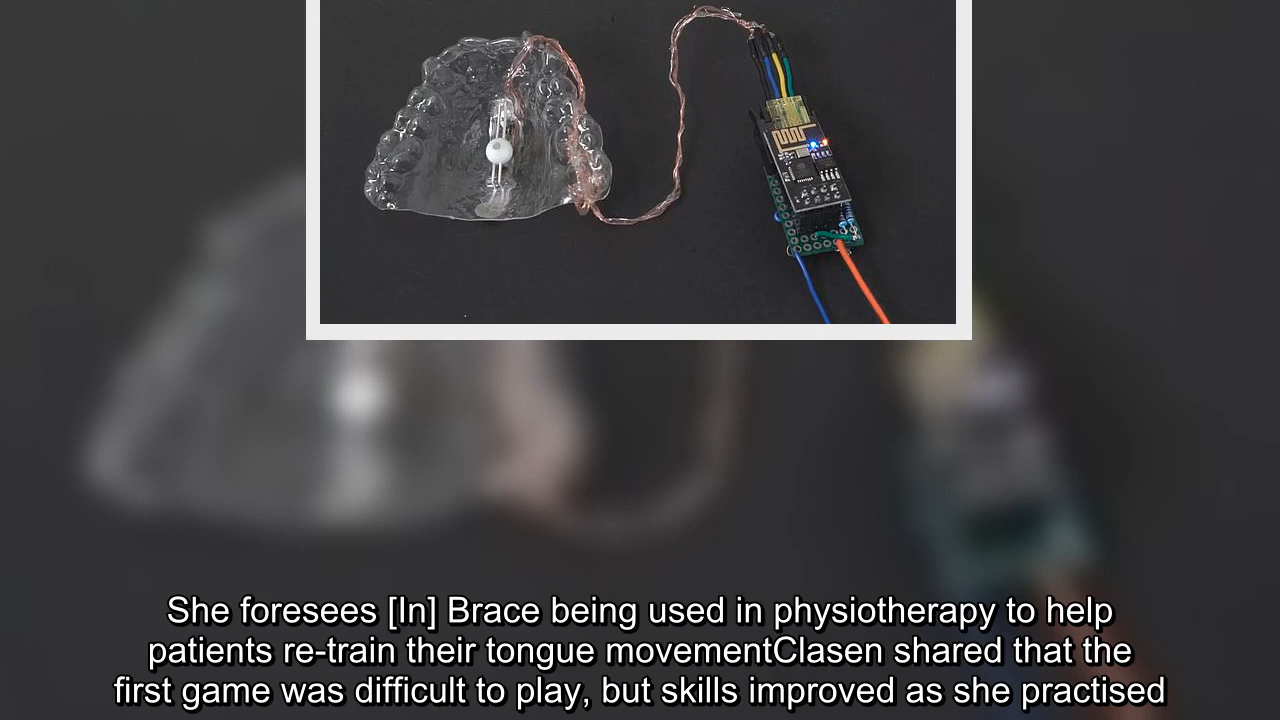 She foresees [In] Brace being used in physiotherapy to help
patients re-train their tongue movementClasen shared that the
first game was difficult to play, but skills improved as she practised